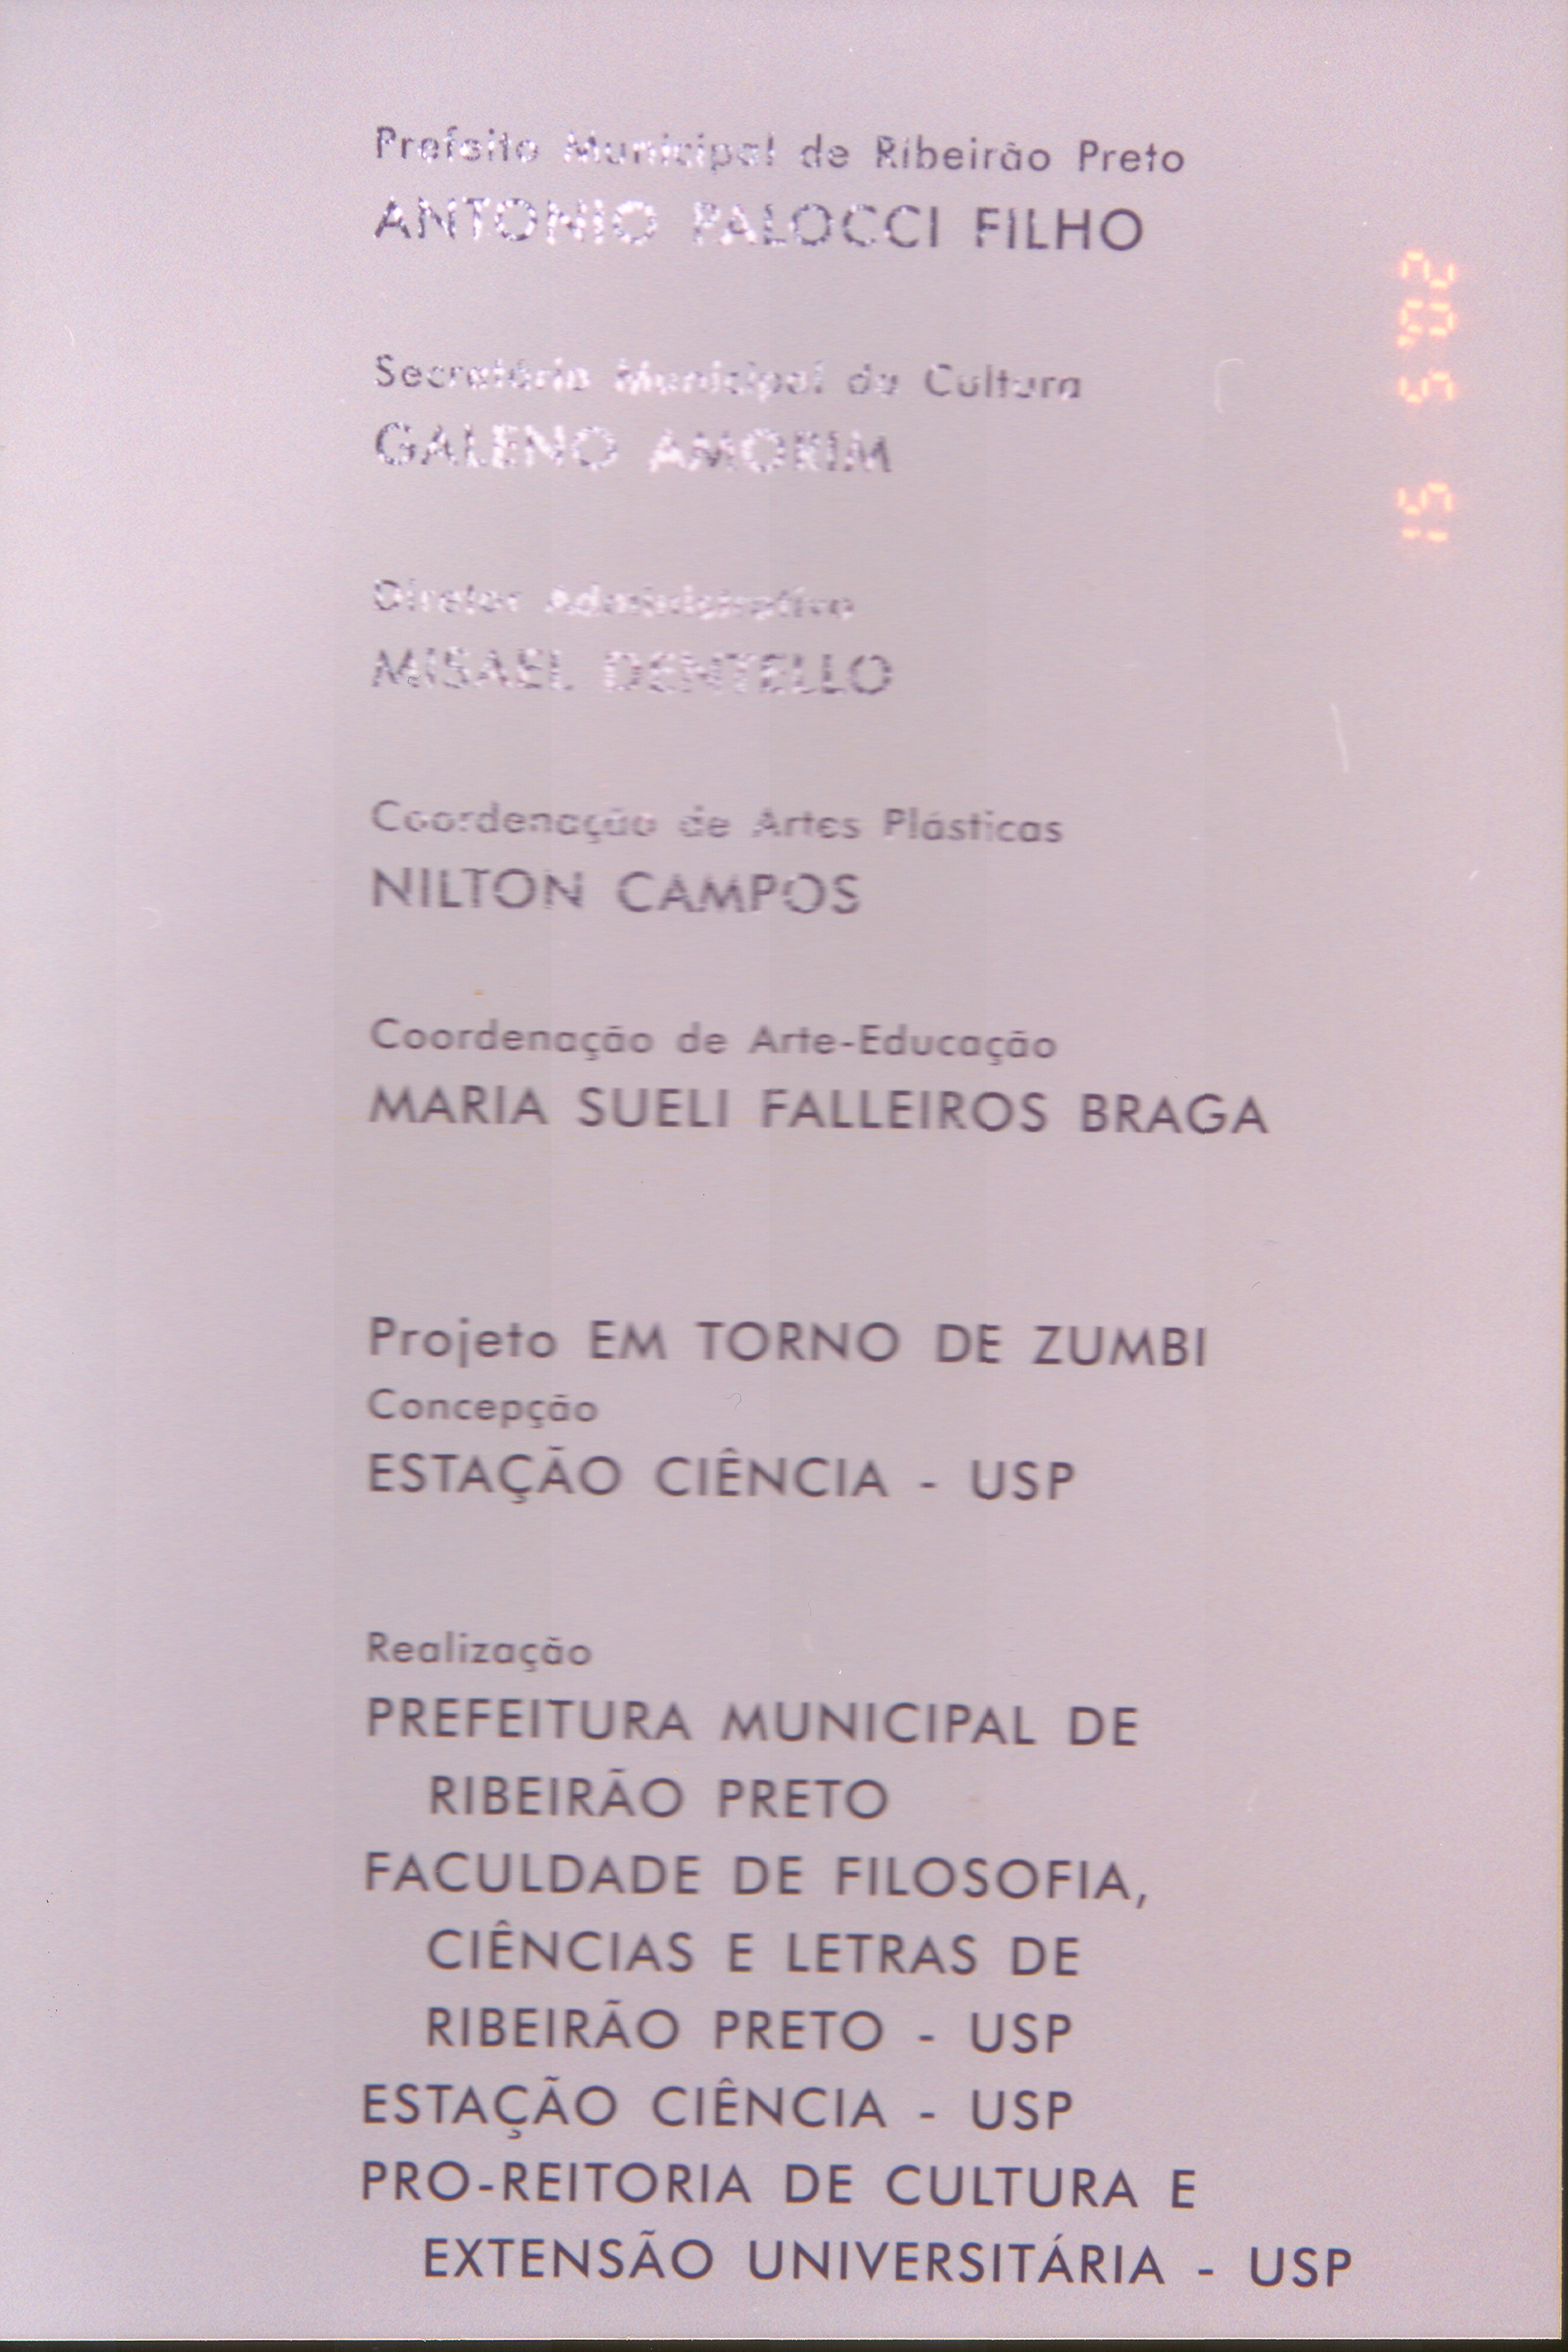 Prefeito Municipal de Ribeirão Preto
ANTONIO PALOCCI FILHO
Secretário Municipal da Cultura
GALENO AMORIM
Diretor Administrativo
MISAEL DENTELLO
Coordenação de Artes Plásticas
NILTON CAMPOS
Coordenação de Arte-Educação
MARIA SUELI FALLEIROS BRAGA
Projeto EM TORNO DE ZUMBI
Concepção
ESTAÇÃO CIÊNCIA - USP
Realização
PREFEITURA MUNICIPAL DE
RIBEIRÃO PRETO
FACULDADE DE FILOSOFIA,
CIÊNCIAS E LETRAS DE
RIBEIRÃO PRETO - USP
ESTAÇÃO CIÊNCIA - USP
PRO-REITORIA DE CULTURA E
EXTENSÃO UNIVERSITÁRIA - USP
15 5 '02